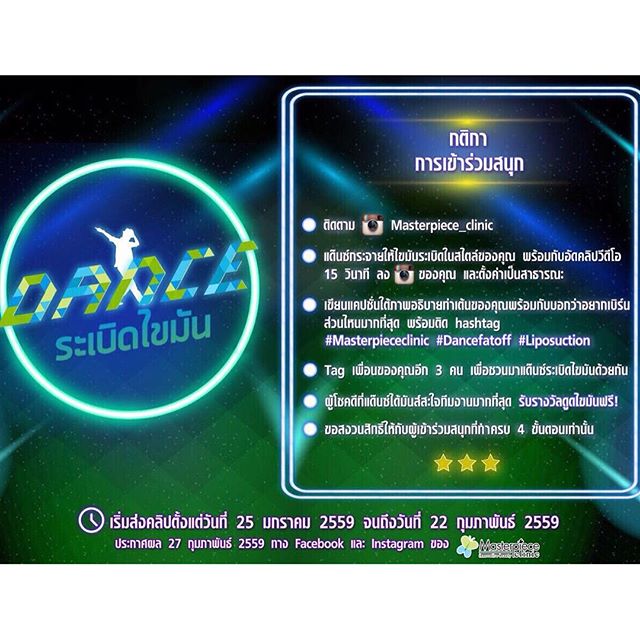 DANCE
ระเบิดไขมัน
กติกา
การเข้าร่วมสนุก
ติดตาม Masterpiece_clinic
แด๊นซ์กระจายให้ไขมันระเบิดในสไตล์ของคุณ พร้อมกับอัดคลิปวีดีโอ
15 วินาที ลง ของคุณ และตั้งค่าเป็นสาธารณะ
เขียนแคปชั่นใต้ภาพอธิบายท่าเต้นของคุณพร้อมกับบอกว่าอยากเบิร์น
ส่วนไหนมากที่สุด พร้อมติด hashtag
#Masterpiececlinic #Dancefatoff #Liposuction
Tag เพื่อนของคุณอีก 3 คน เพื่อชวนมาแด๊นซ์ระเบิดไขมันด้วยกัน
ผู้โชคดีที่แด๊นซ์ได้มันส์สะใจทีมงานมากที่สุด รับรางวัลดูดไขมันฟรี!
ขอสงวนสิทธิ์ให้กับผู้เข้าร่วมสนุกที่ทำครบ 4 ขั้นตอนเท่านั้น
เริ่มส่งคลิปตั้งแต่วันที่ 25 มกราคม 2559 จนถึงวันที่ 22 กุมภาพันธ์ 2559
ประกาศผล 27 กุมภาพันธ์ 2559 ทาง Facebook และ Instagram ของ Masterpiece
Clinic